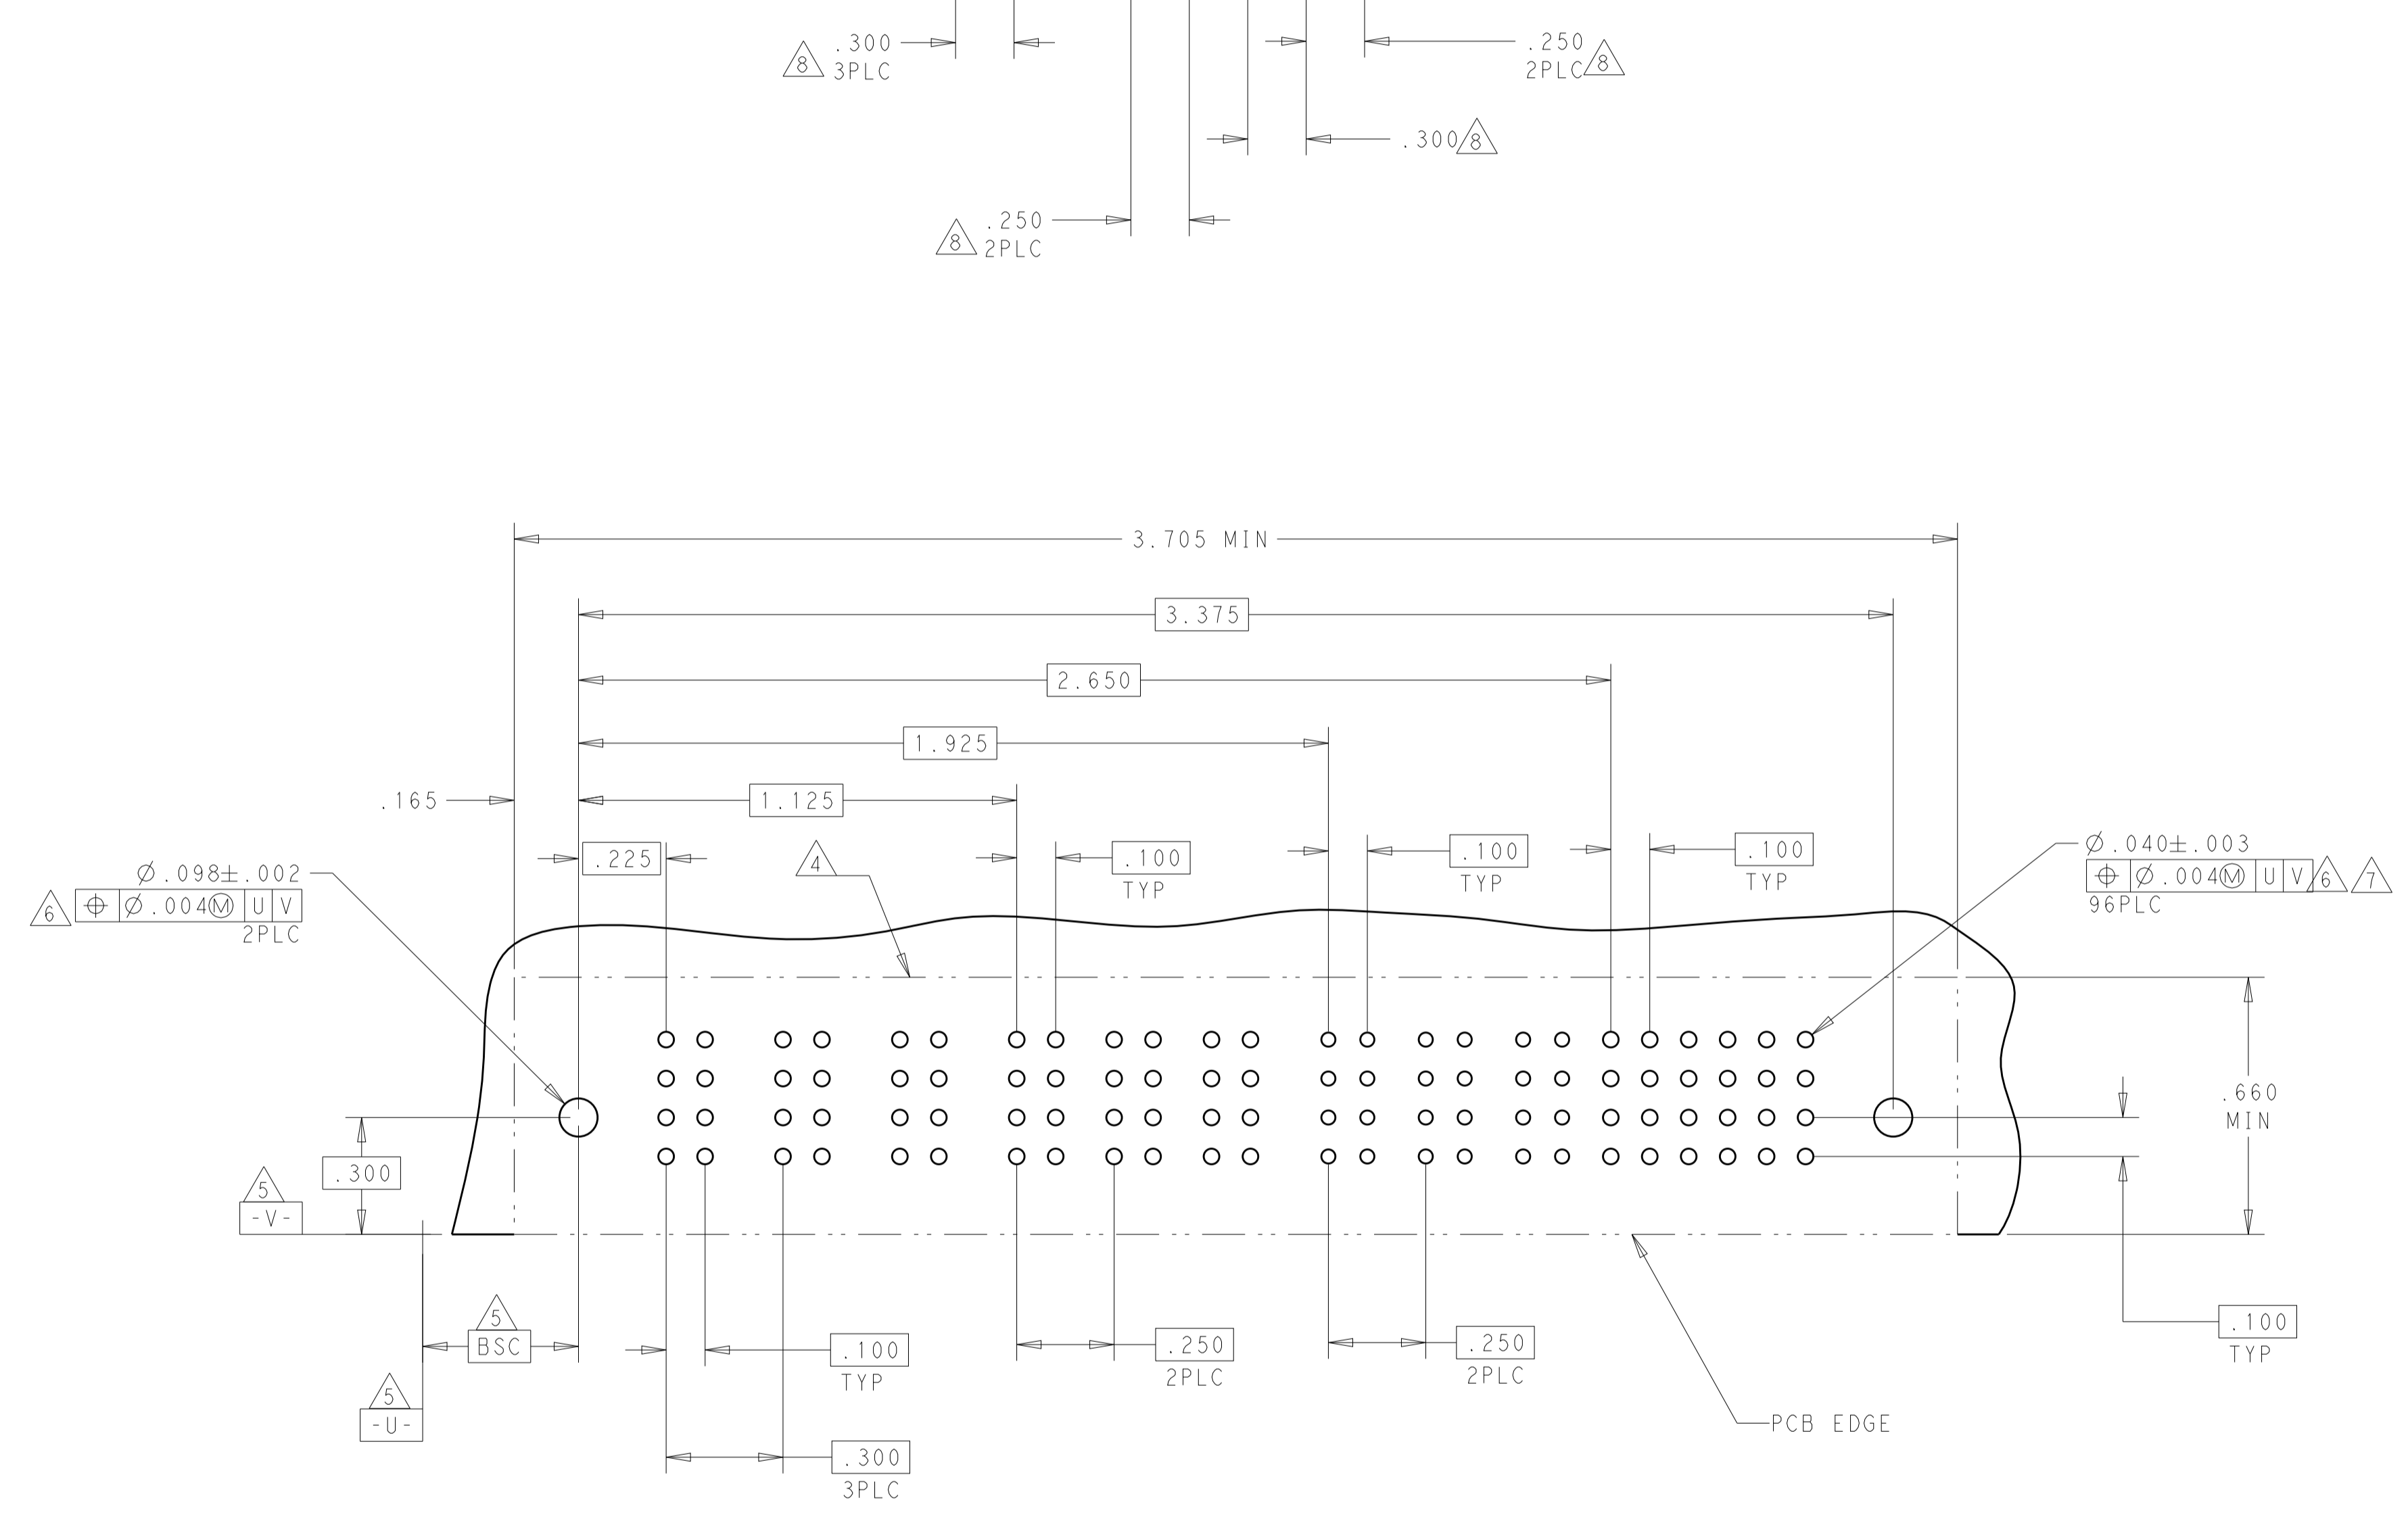 .300
8 3PLC
.250
2PLC 8
.300 8
.250
8 2PLC
3.705 MIN
3.375
2.650
1.925
.165
1.125
.225
4
.100
TYP
.100
TYP
.100
TYP
Ø.098±.002
6 ⌖ Ø.004Ⓜ U V
2PLC
Ø.040±.003
⌖ Ø.004Ⓜ U V 6 7
96PLC
.660
MIN
.300
5
-V-
5
BSC
5
-U-
.100
TYP
.250
2PLC
.250
2PLC
.100
TYP
PCB EDGE
.300
3PLC